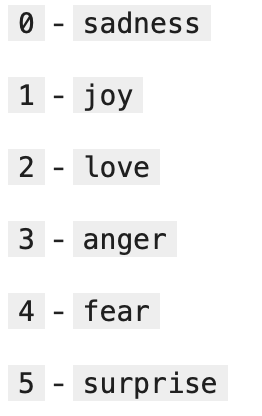 0 - sadness
1 - joy
2 - love
3 - anger
4 - fear
5 - surprise